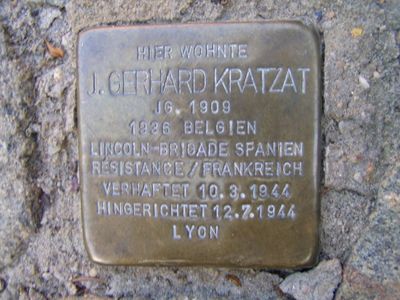 HIER WOHNTE
J. GERHARD KRATZAT
JG. 1909
1936 BELGIEN
LINCOLN-BRIGADE SPANIEN
RESISTANCE/FRANKREICH
VERHAFTET 10.3.1944
HINGERICHTET 12.7.1944
LYON